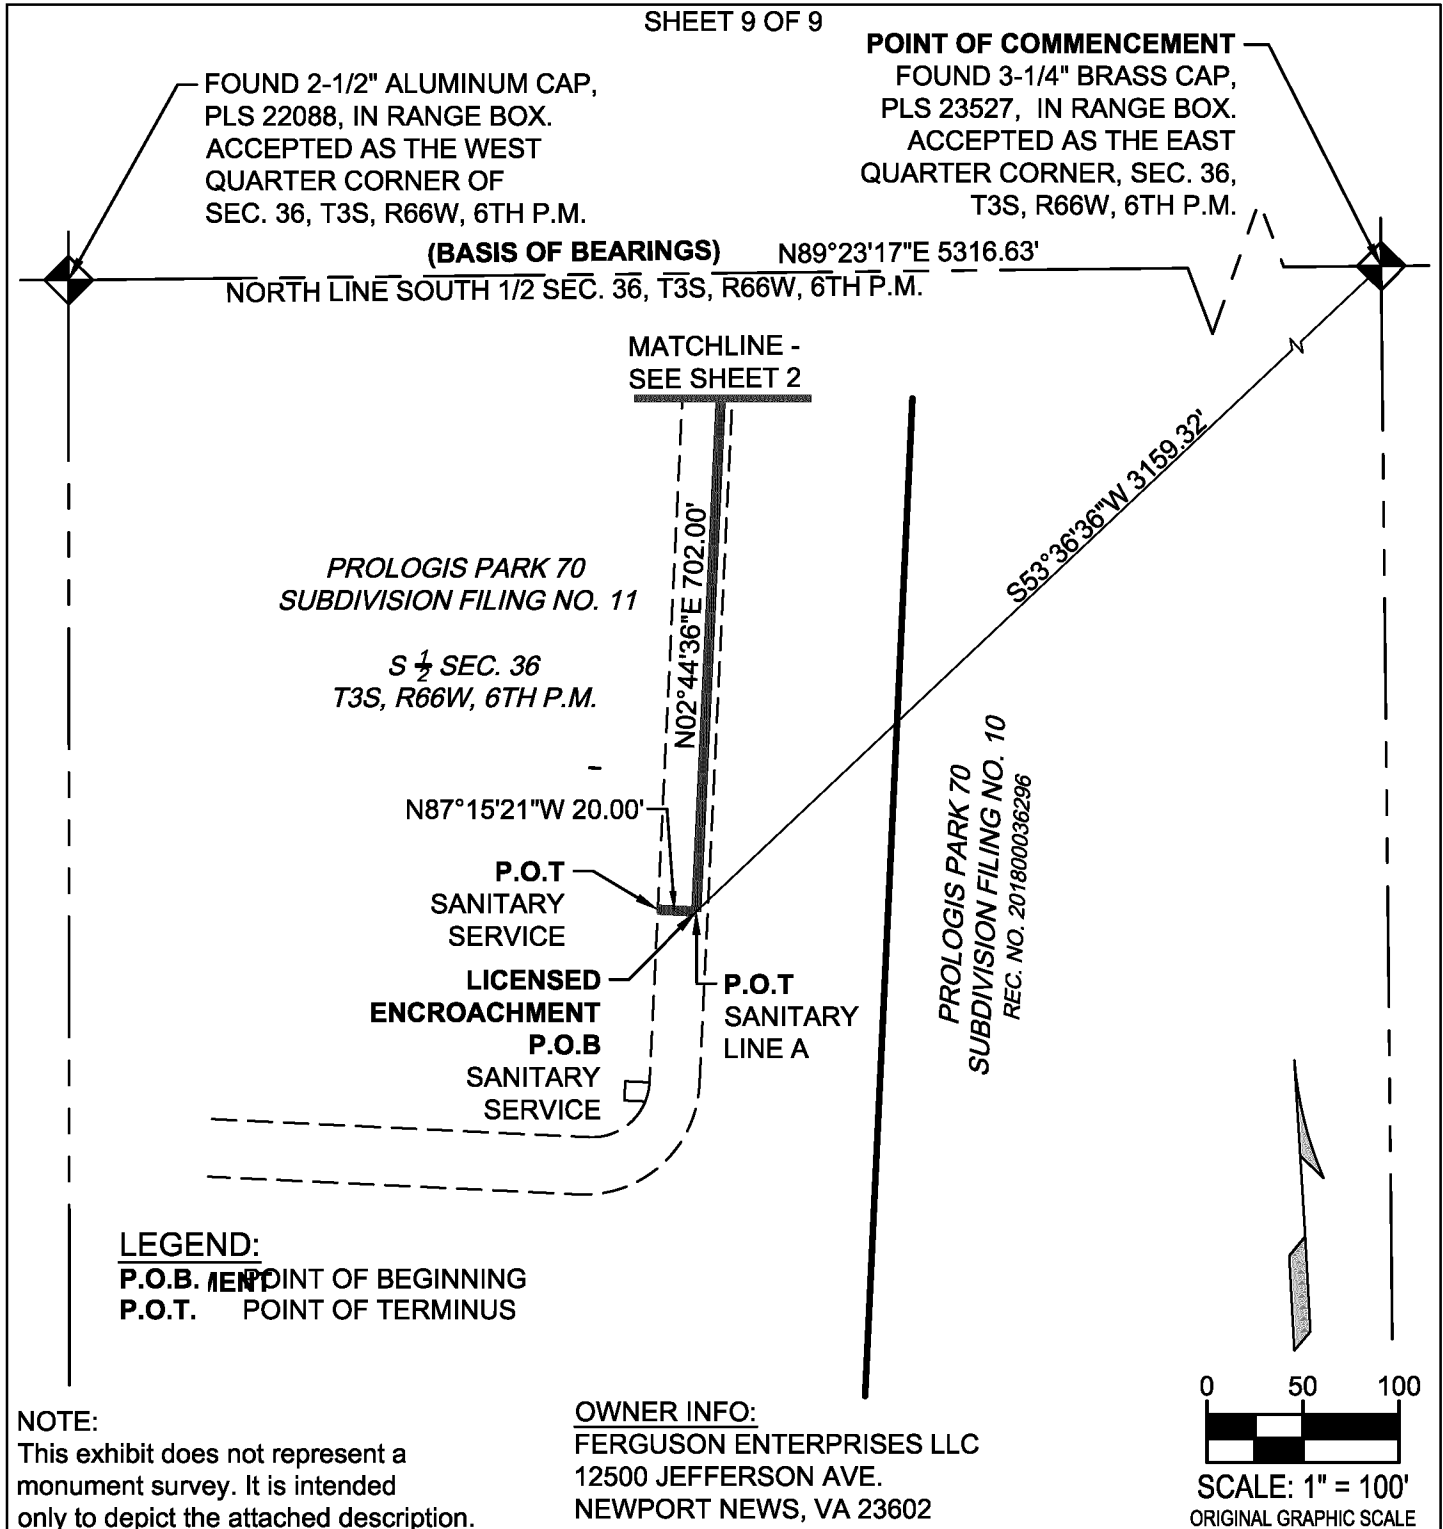 SHEET 9 OF 9
POINT OF COMMENCEMENT
FOUND 3-1/4" BRASS CAP,
PLS 23527, IN RANGE BOX.
ACCEPTED AS THE EAST
QUARTER CORNER, SEC. 36,
T3S, R66W, 6TH P.M.
FOUND 2-1/2" ALUMINUM CAP,
PLS 22088, IN RANGE BOX.
ACCEPTED AS THE WEST
QUARTER CORNER OF
SEC. 36, T3S, R66W, 6TH P.M.
(BASIS OF BEARINGS) N89°23'17"E 5316.63'
NORTH LINE SOUTH 1/2 SEC. 36, T3S, R66W, 6TH P.M.
MATCHLINE -
SEE SHEET 2
S53°36'36"W 3159.32'
N02°44'36"E 702.00'
PROLOGIS PARK 70
SUBDIVISION FILING NO. 11
S 1/2 SEC. 36
T3S, R66W, 6TH P.M.
N87°15'21"W 20.00'
P.O.T
SANITARY
SERVICE
LICENSED
ENCROACHMENT
P.O.B
SANITARY
SERVICE
P.O.T
SANITARY
LINE A
PROLOGIS PARK 70
SUBDIVISION FILING NO. 10
REC. NO. 201800036296
LEGEND:
P.O.B. POINT OF BEGINNING
P.O.T. POINT OF TERMINUS
NOTE:
This exhibit does not represent a
monument survey. It is intended
only to depict the attached description.
OWNER INFO:
FERGUSON ENTERPRISES LLC
12500 JEFFERSON AVE.
NEWPORT NEWS, VA 23602
0 50 100
SCALE: 1" = 100'
ORIGINAL GRAPHIC SCALE